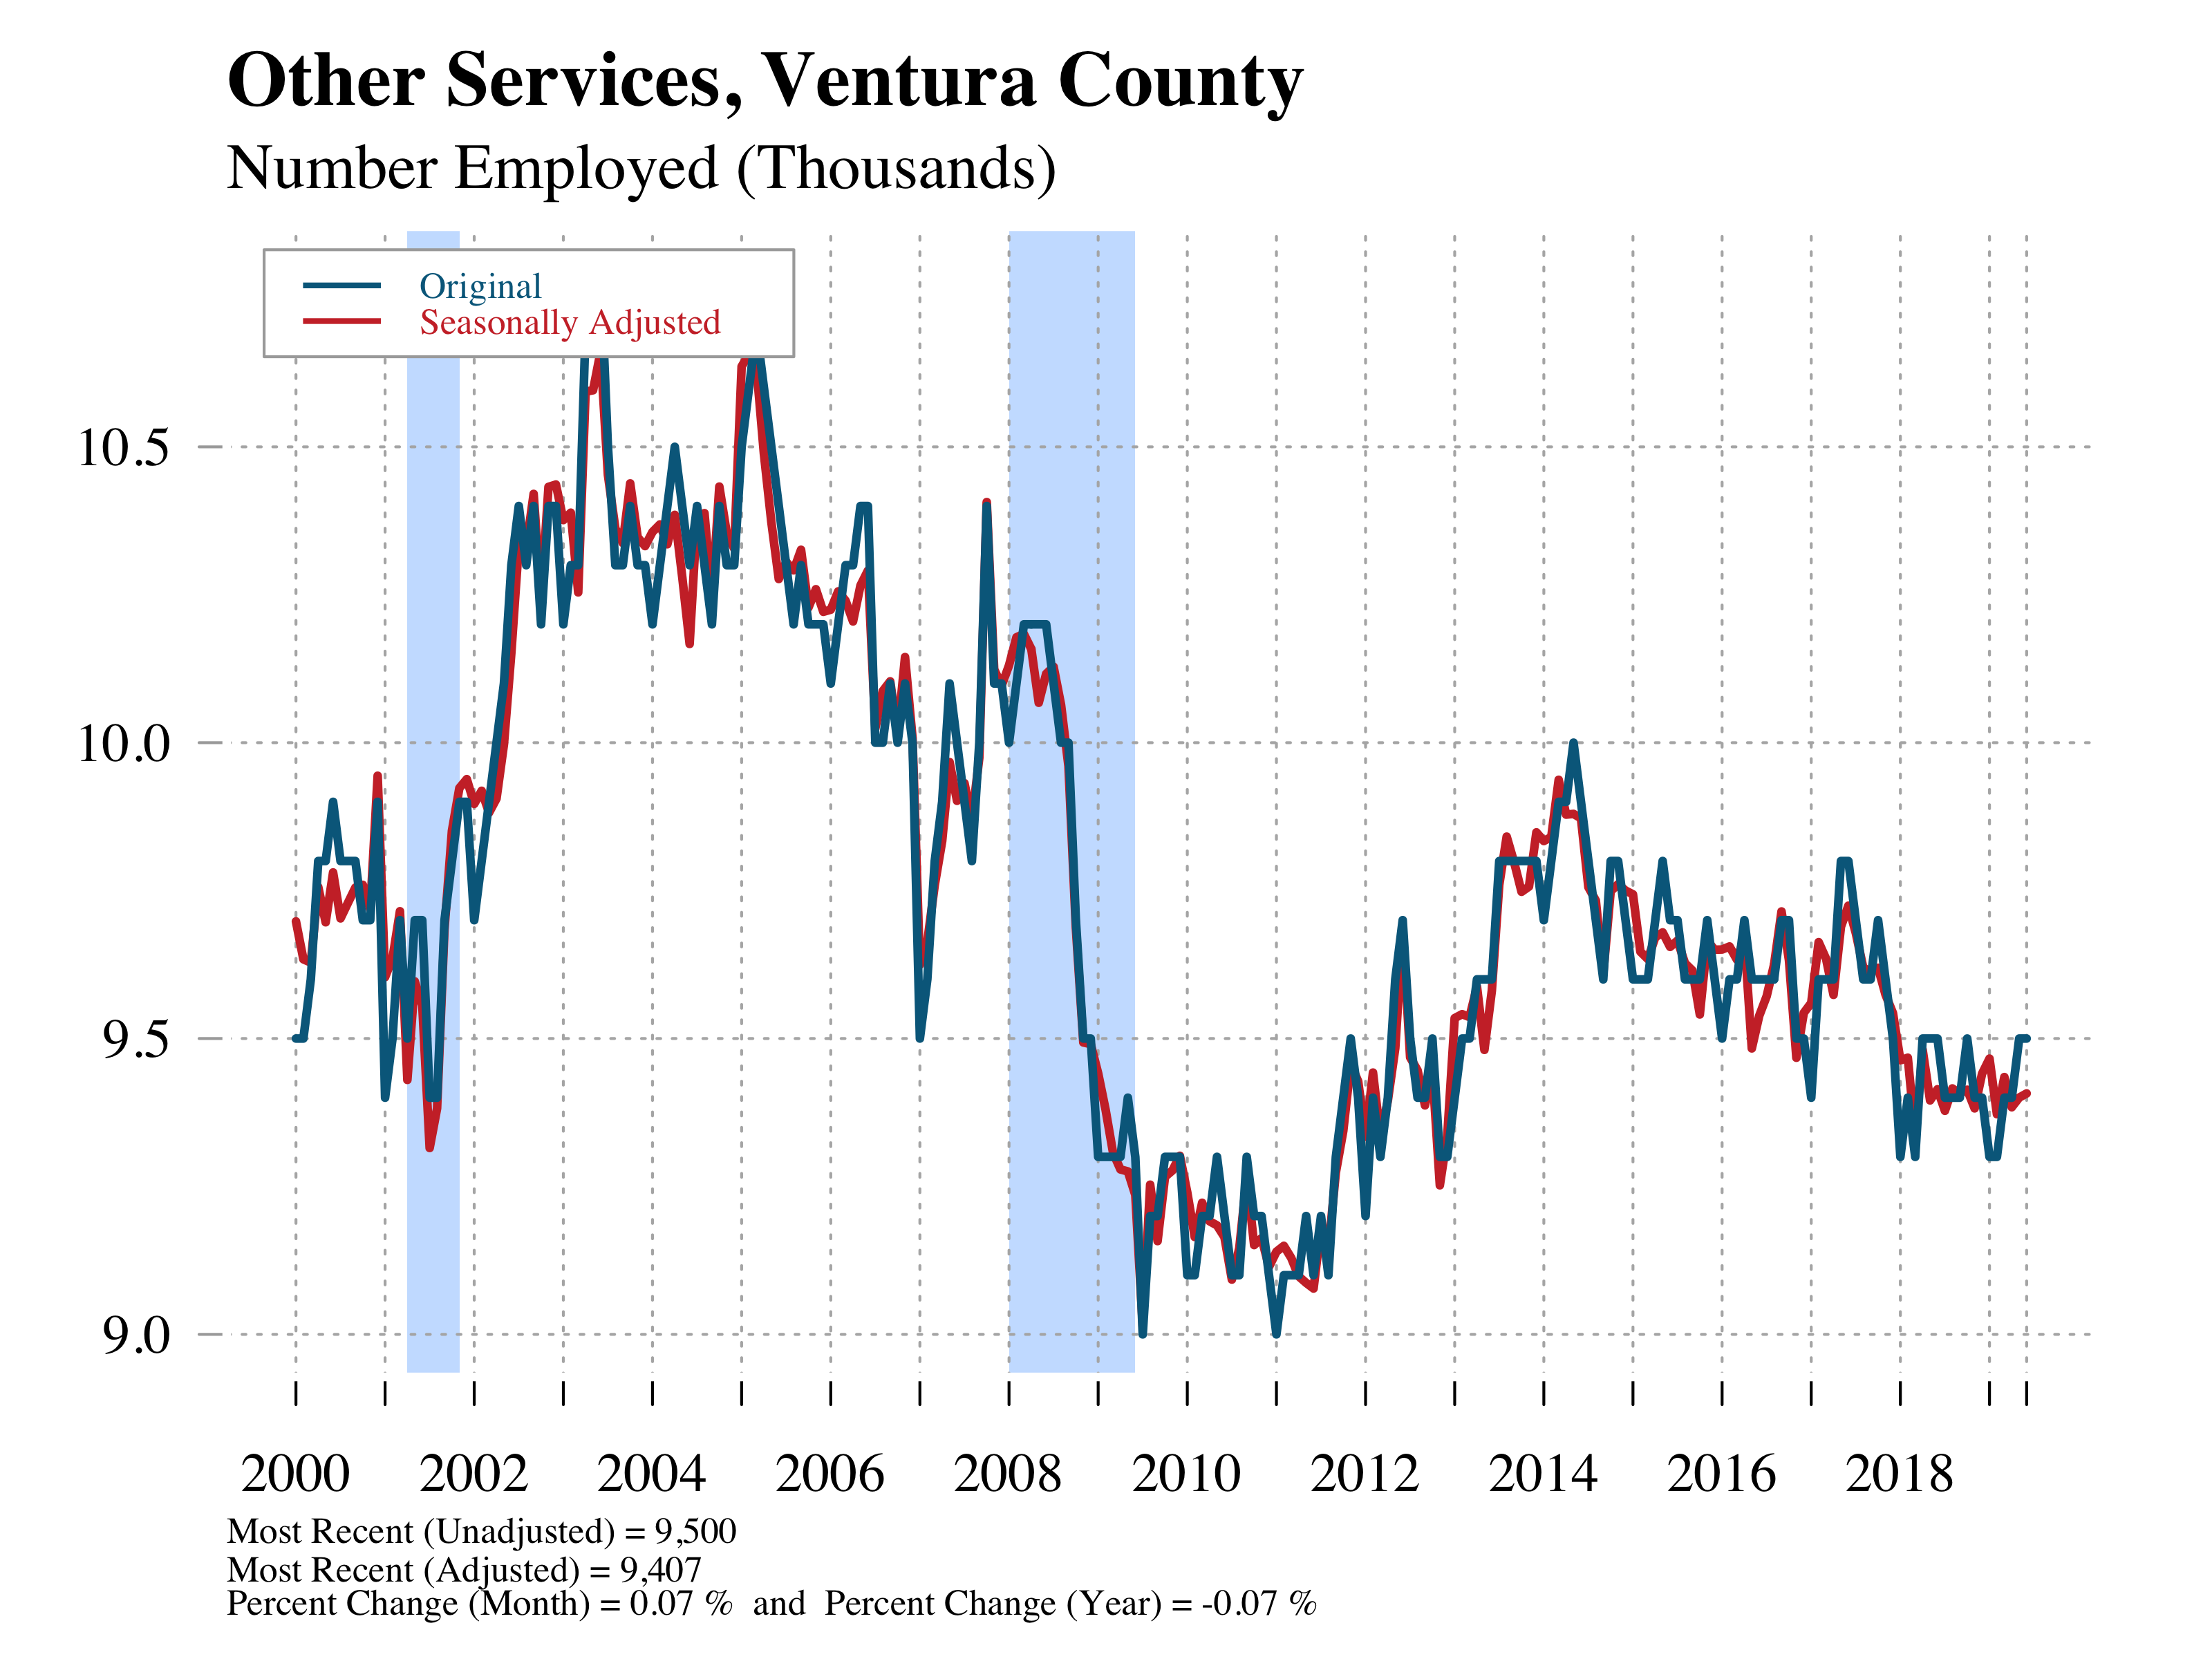 Other Services, Ventura County
Number Employed (Thousands)
Original
Seasonally Adjusted
10.5
10.0
9.5
9.0
2000 2002 2004 2006 2008 2010 2012 2014 2016 2018
Most Recent (Unadjusted) = 9,500
Most Recent (Adjusted) = 9,407
Percent Change (Month) = 0.07 % and Percent Change (Year) = -0.07 %